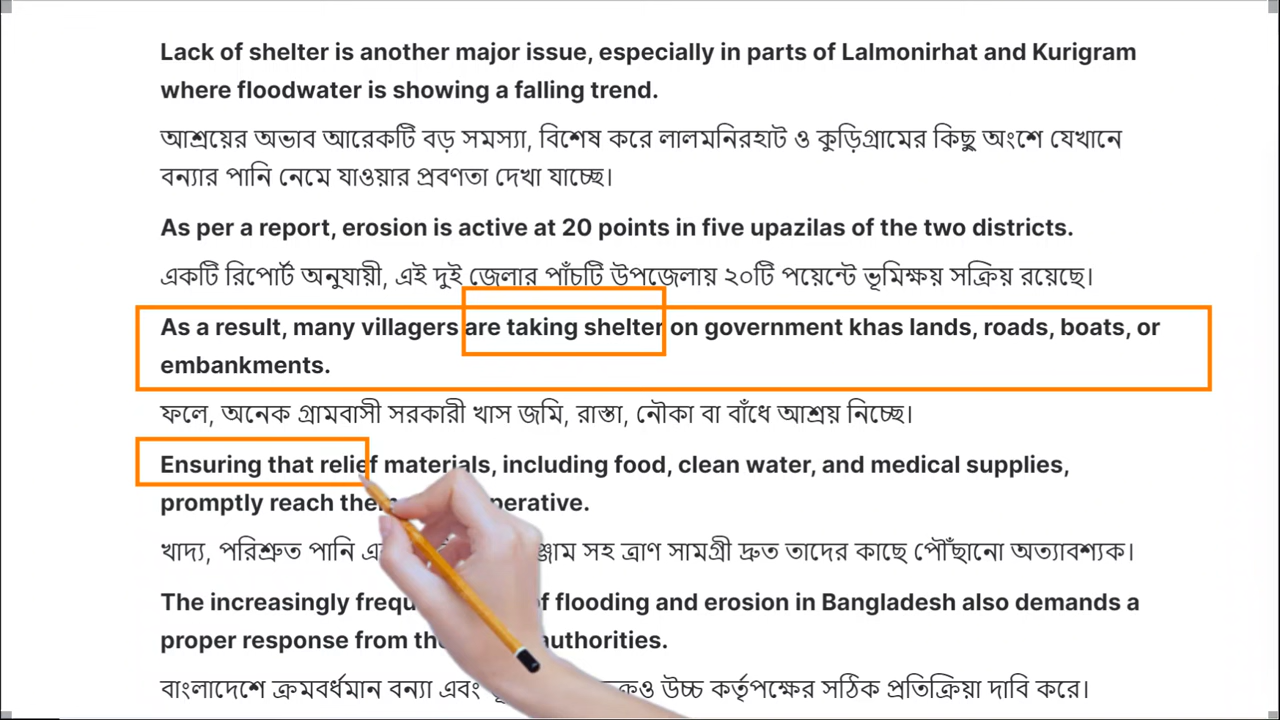 Lack of shelter is another major issue, especially in parts of Lalmonirhat and Kurigram
where floodwater is showing a falling trend.
আশ্রয়ের অভাব আরেকটি বড় সমস্যা, বিশেষ করে লালমনিরহাট ও কুড়িগ্রামের কিছু অংশে যেখানে
বন্যার পানি নেমে যাওয়ার প্রবণতা দেখা যাচ্ছে।
As per a report, erosion is active at 20 points in five upazilas of the two districts.
একটি রিপোর্ট অনুযায়ী, এই দুই জেলার পাঁচটি উপজেলায় ২০টি পয়েন্টে ভূমিক্ষয় সক্রিয় রয়েছে।
As a result, many villagers are taking shelter on government khas lands, roads, boats, or
embankments.
ফলে, অনেক গ্রামবাসী সরকারী খাস জমি, রাস্তা, নৌকা বা বাঁধে আশ্রয় নিচ্ছে।
Ensuring that relief materials, including food, clean water, and medical supplies,
promptly reach
খাদ্য, পরিশ্রুত পানি সহ ত্রাণ সামগ্রী দ্রুত তাদের কাছে পৌঁছানো অত্যাবশ্যক।
The increasingly of flooding and erosion in Bangladesh also demands a
proper response from authorities.
বাংলাদেশে ক্রমবর্ধমান বন্যা এবং উচ্চ কর্তৃপক্ষের সঠিক প্রতিক্রিয়া দাবি করে।